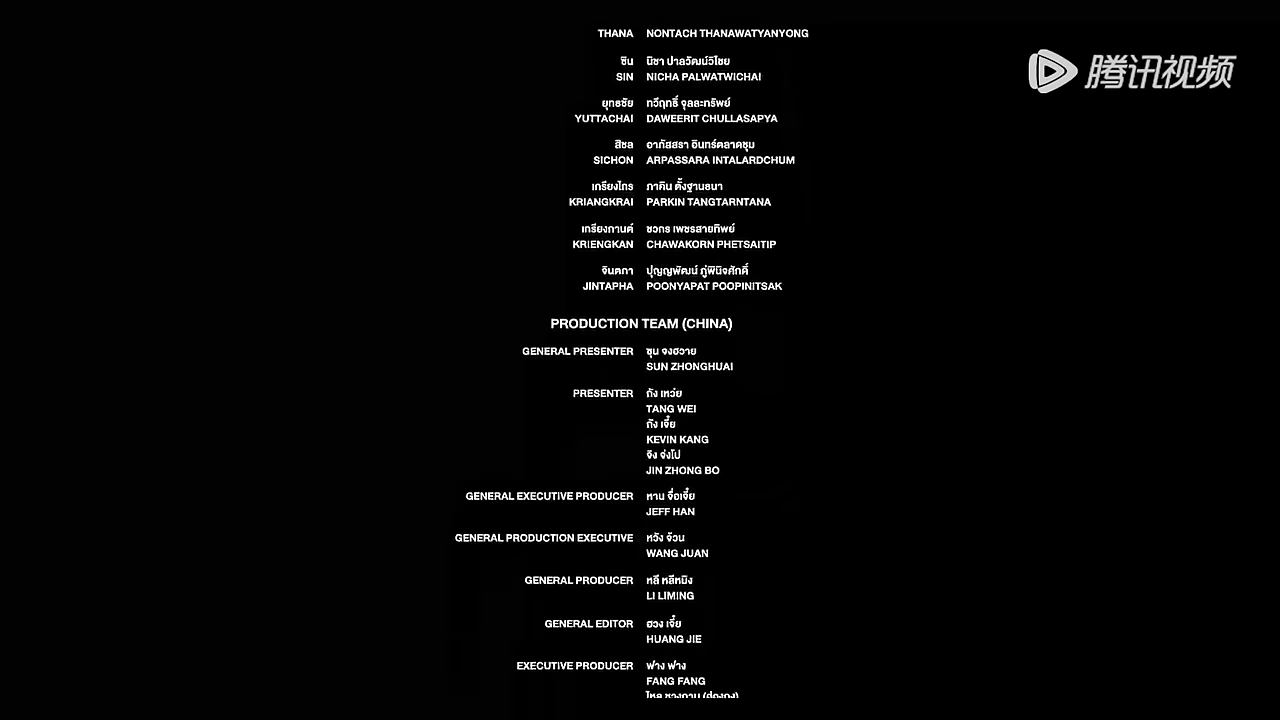 THANA NONTACH THANAWATYANYONG
腾讯视频
ซิน นิชา ปาลวัฒน์วิไชย
SIN NICHA PALWATWICHAI
ยุทธชัย ทวีฤทธิ์ จุลละทรัพย์
YUTTACHAI DAWEERIT CHULLASAPYA
สิชล อาภัสสรา อินทร์ตลาดชุม
SICHON ARPASSARA INTALARDCHUM
เกรียงไกร ภาคิน ตั้งฐานธนา
KRIANGKRAI PARKIN TANGTARNTANA
เกรียงกานต์ ชวกร เพชรสายทิพย์
KRIENGKAN CHAWAKORN PHETSAITIP
จินตภา ปุญญพัฒน์ ภู่พินิจศักดิ์
JINTAPHA POONYAPAT POOPINITSAK
PRODUCTION TEAM (CHINA)
GENERAL PRESENTER ซุน จงฮวาย
SUN ZHONGHUAI
PRESENTER ถัง เหว่ย
TANG WEI
ถัง เจี๋ย
KEVIN KANG
จิง จ่งโป
JIN ZHONG BO
GENERAL EXECUTIVE PRODUCER หาน จื่อเจี๋ย
JEFF HAN
GENERAL PRODUCTION EXECUTIVE หวัง จ้วน
WANG JUAN
GENERAL PRODUCER หลี หลีหมิง
LI LIMING
GENERAL EDITOR ฮวง เจี๋ย
HUANG JIE
EXECUTIVE PRODUCER ฟาง ฟาง
FANG FANG